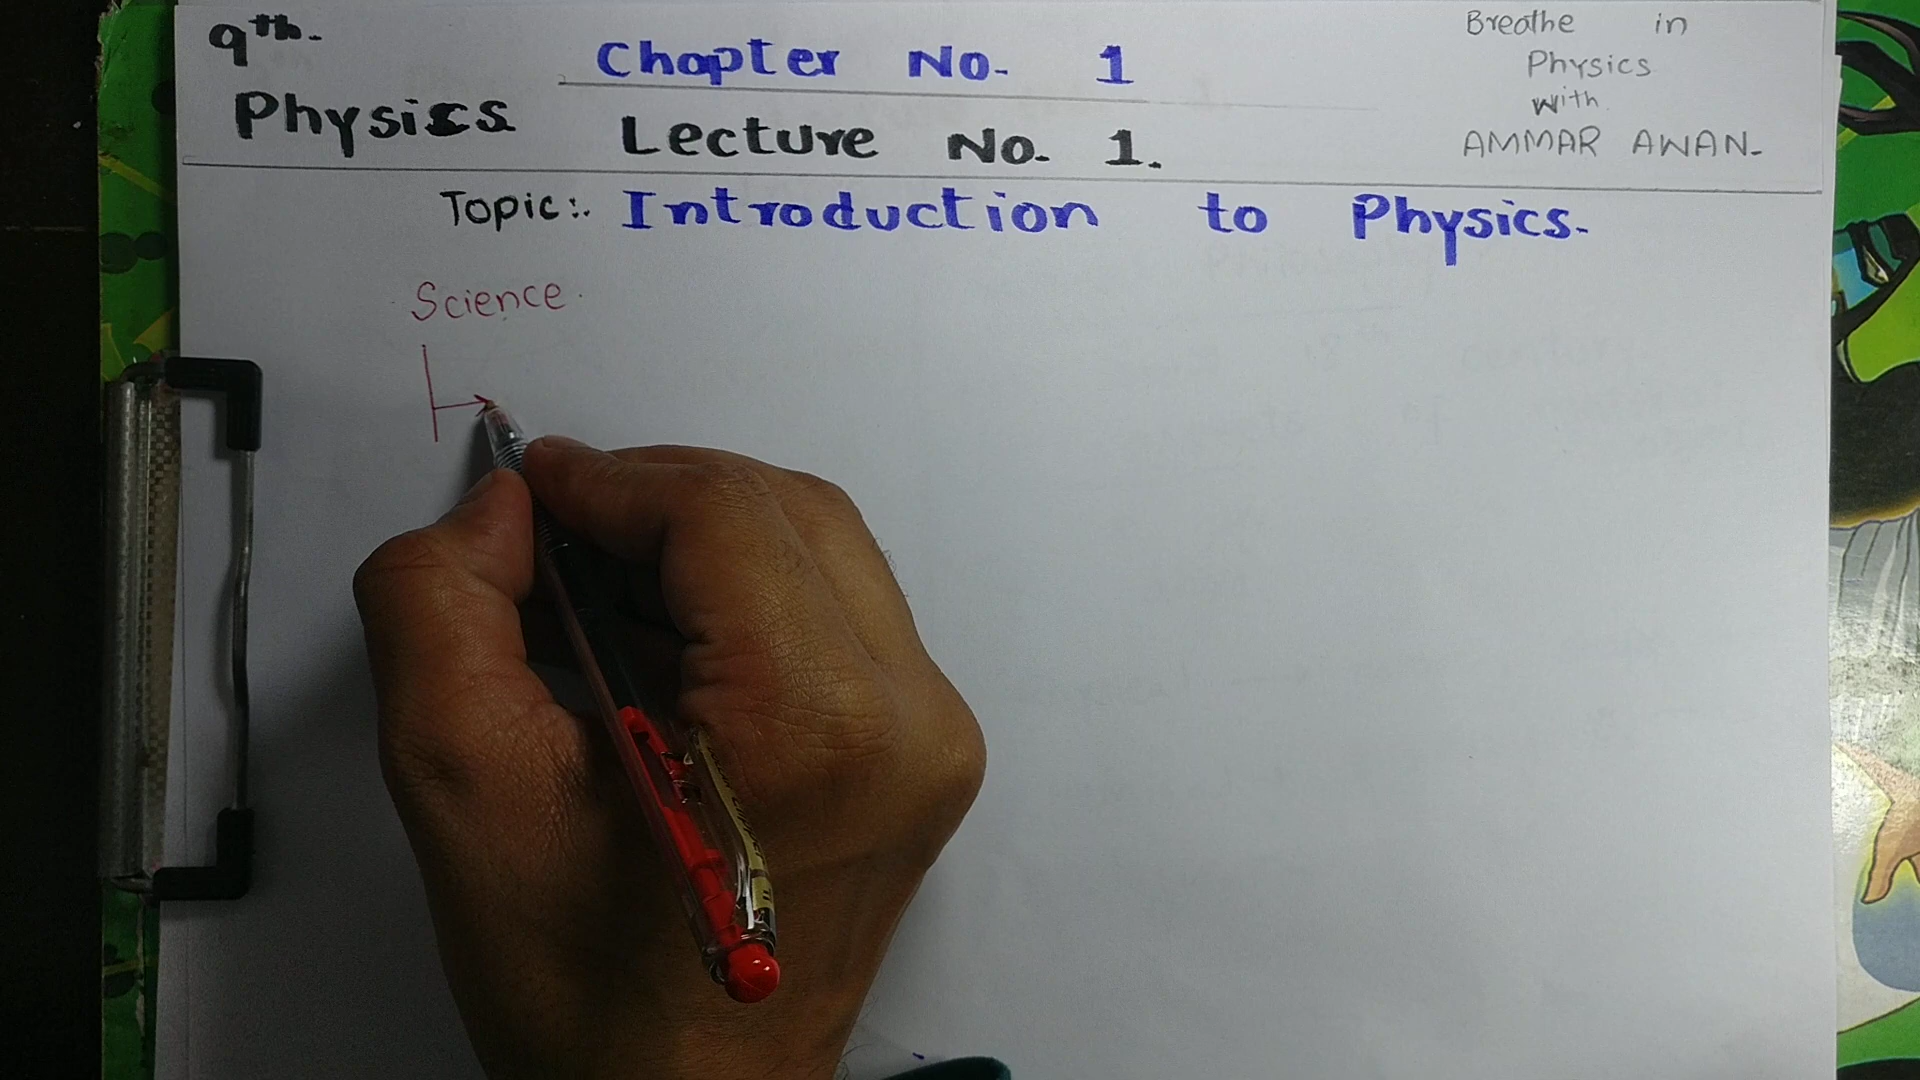 9th.
Physics
Chapter No. 1
Lecture No. 1.
Breathe in
Physics
with
AMMAR AWAN.
Topic:. Introduction to Physics.
Science.